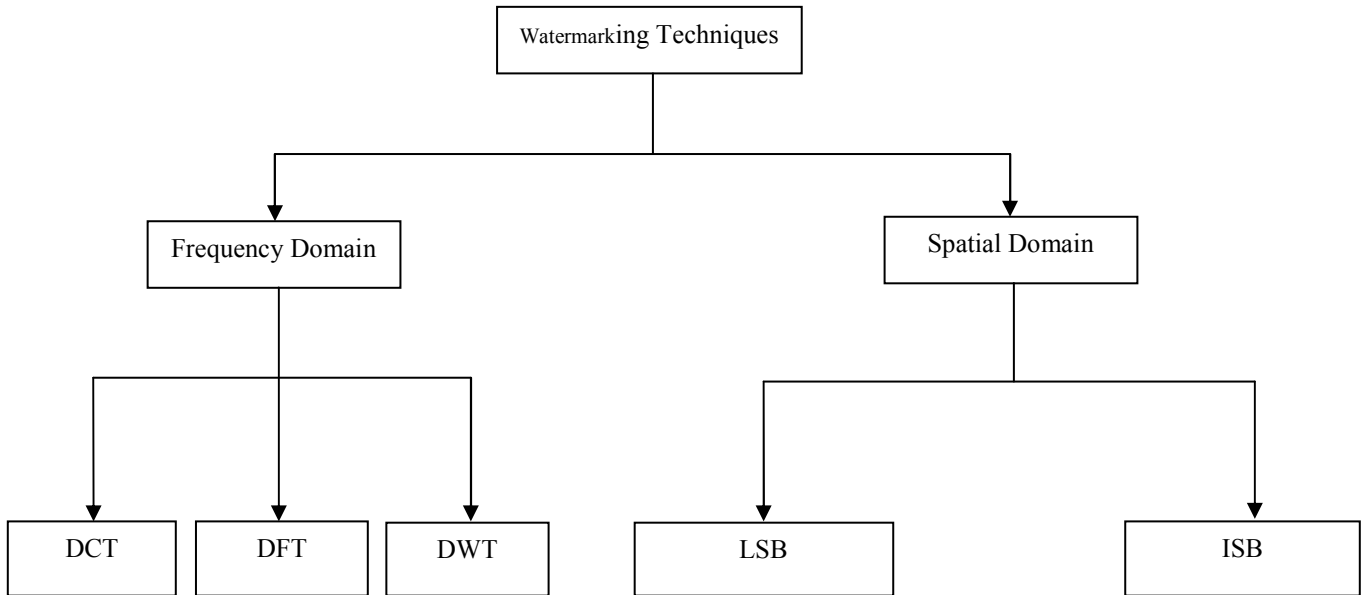 Watermarking Techniques
Frequency Domain
Spatial Domain
DCT
DFT
DWT
LSB
ISB